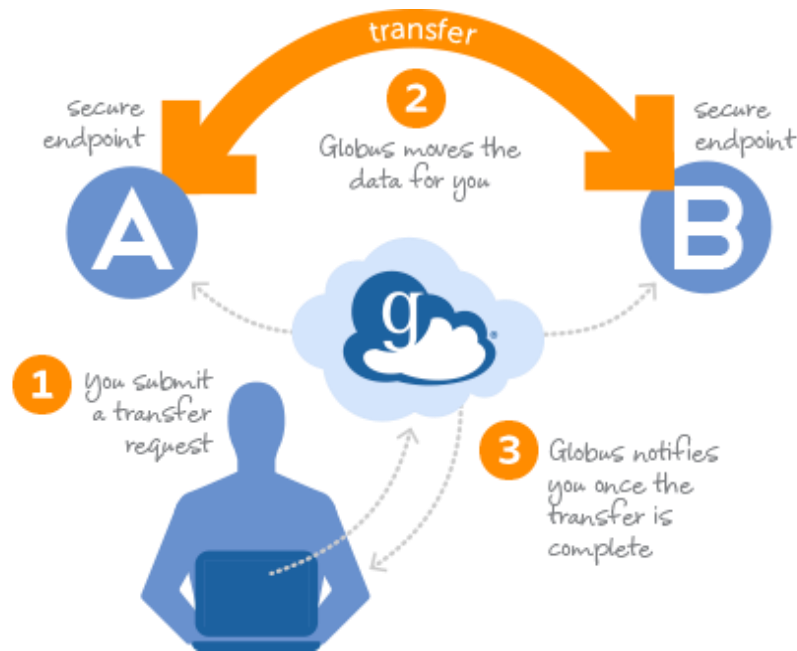 transfer
secure
endpoint
A
2
Globus moves the
data for you
secure
endpoint
B
g
1
You submit
a transfer
request
3
Globus notifies
you once the
transfer is
complete